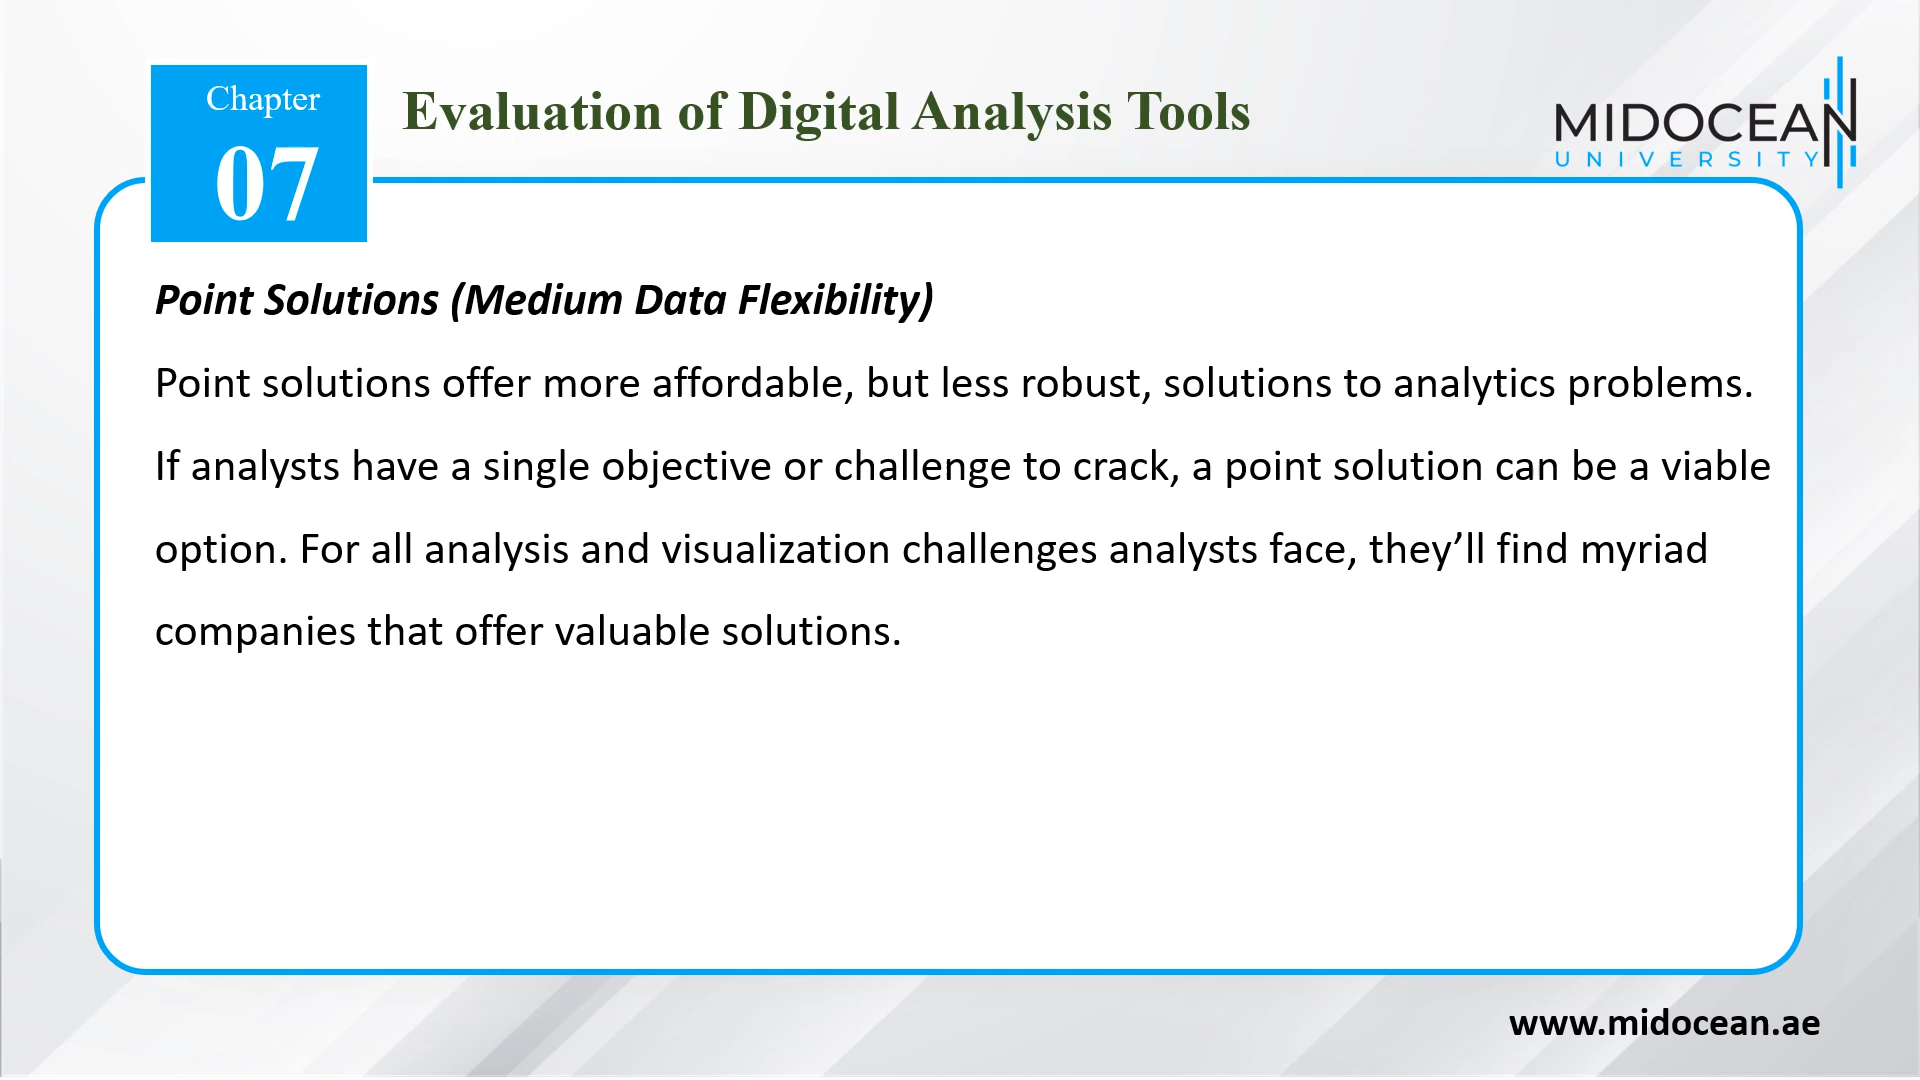 Chapter
07
Evaluation of Digital Analysis Tools
MIDOCEAN
UNIVERSITY
Point Solutions (Medium Data Flexibility)
Point solutions offer more affordable, but less robust, solutions to analytics problems.
If analysts have a single objective or challenge to crack, a point solution can be a viable
option. For all analysis and visualization challenges analysts face, they’ll find myriad
companies that offer valuable solutions.
www.midocean.ae